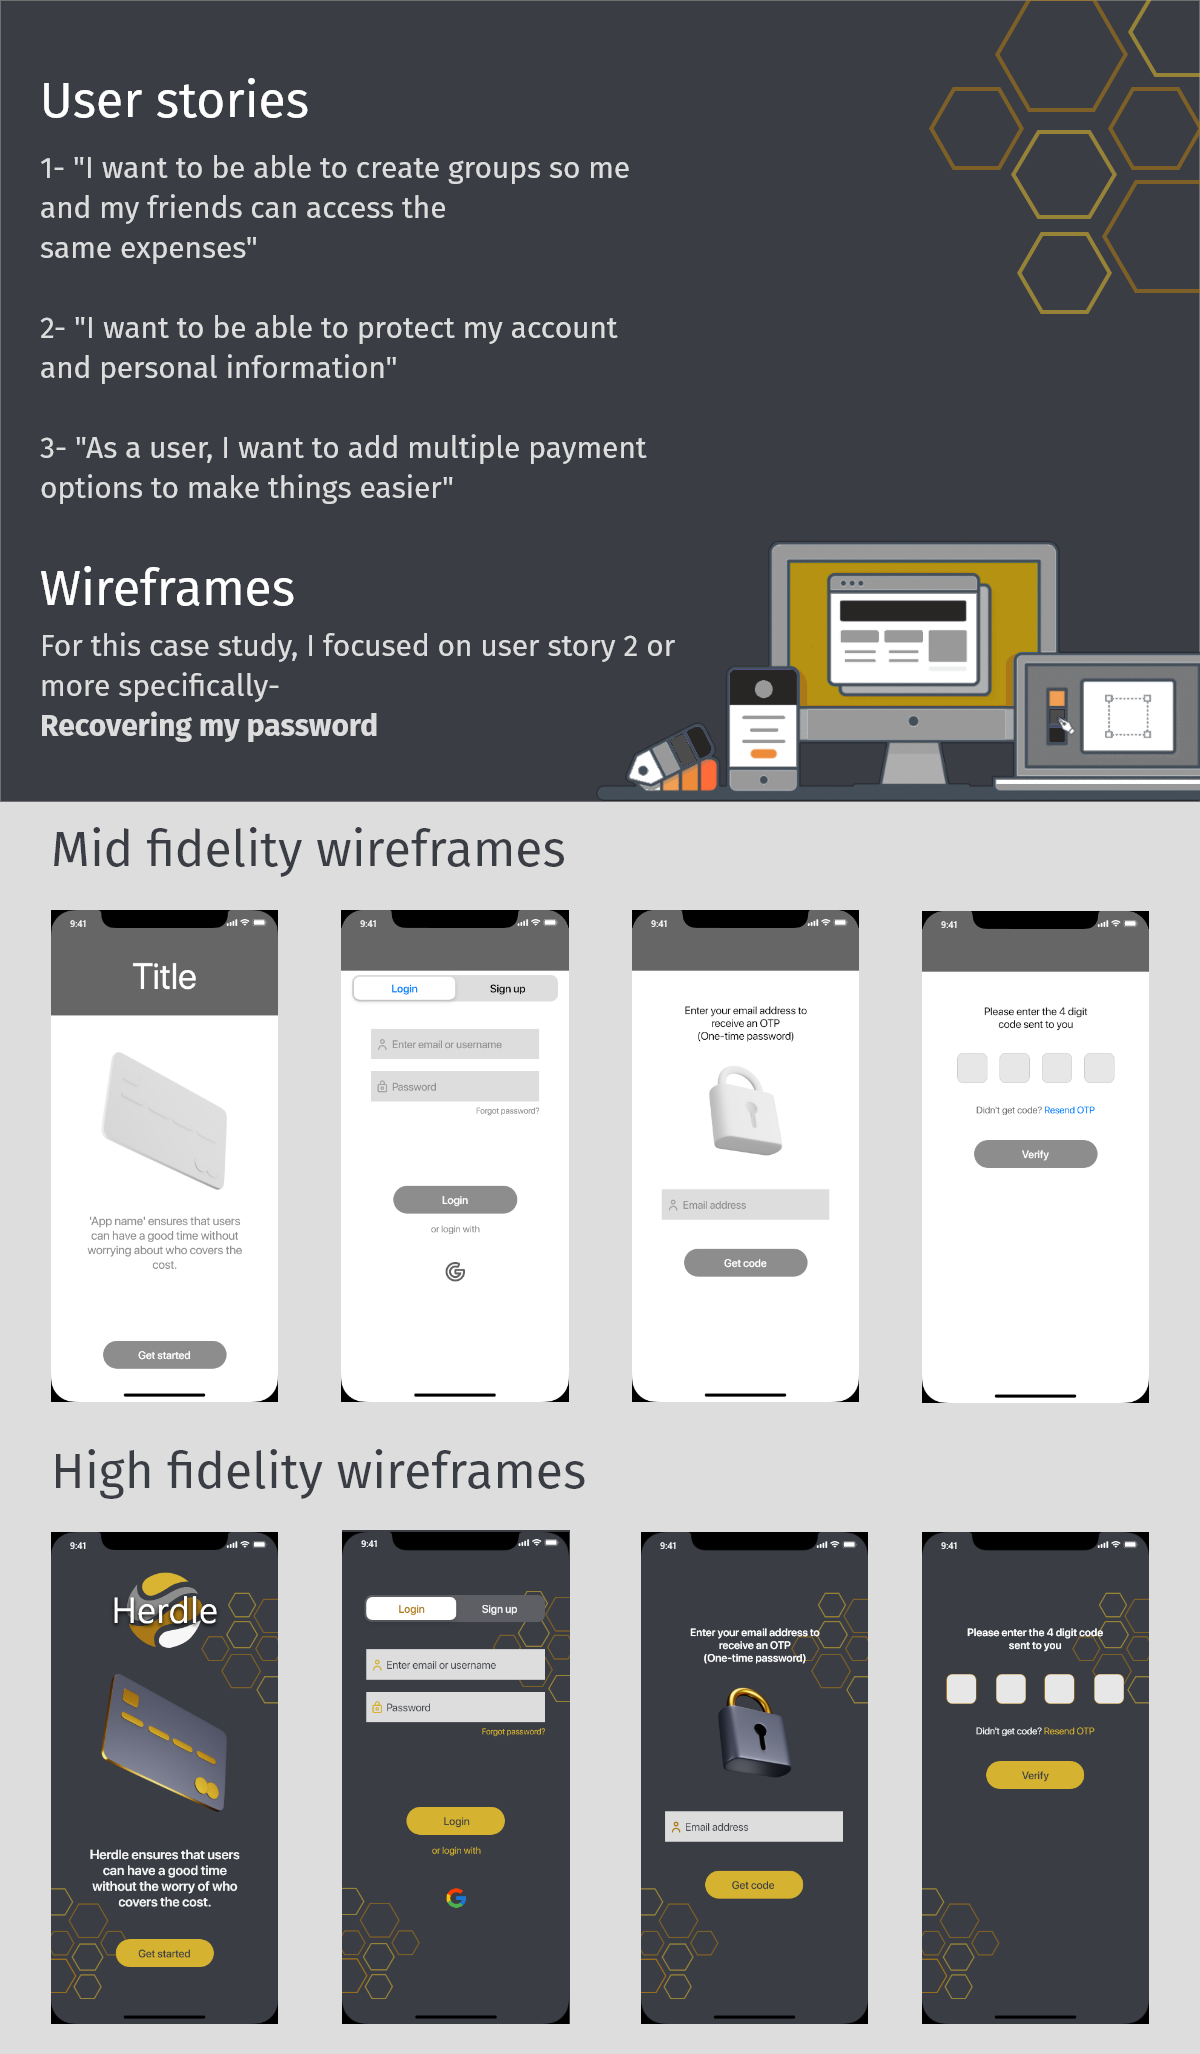 User stories
1- "I want to be able to create groups so me
and my friends can access the
same expenses"
2- "I want to be able to protect my account
and personal information"
3- "As a user, I want to add multiple payment
options to make things easier"
Wireframes
For this case study, I focused on user story 2 or
more specifically-
Recovering my password
Mid fidelity wireframes
9:41
Title
'App name' ensures that users
can have a good time without
worrying about who covers the
cost.
Get started
9:41
Login
Sign up
Enter email or username
Password
Forgot password?
Login
or login with
9:41
Enter your email address to
receive an OTP
(One-time password)
Email address
Get code
9:41
Please enter the 4 digit
code sent to you
Didn't get code? Resend OTP
Verify
High fidelity wireframes
9:41
Herdle
Herdle ensures that users
can have a good time
without the worry of who
covers the cost.
Get started
9:41
Login
Sign up
Enter email or username
Password
Forgot password?
Login
or login with
9:41
Enter your email address to
receive an OTP
(One-time password)
Email address
Get code
9:41
Please enter the 4 digit code
sent to you
Didn't get code? Resend OTP
Verify